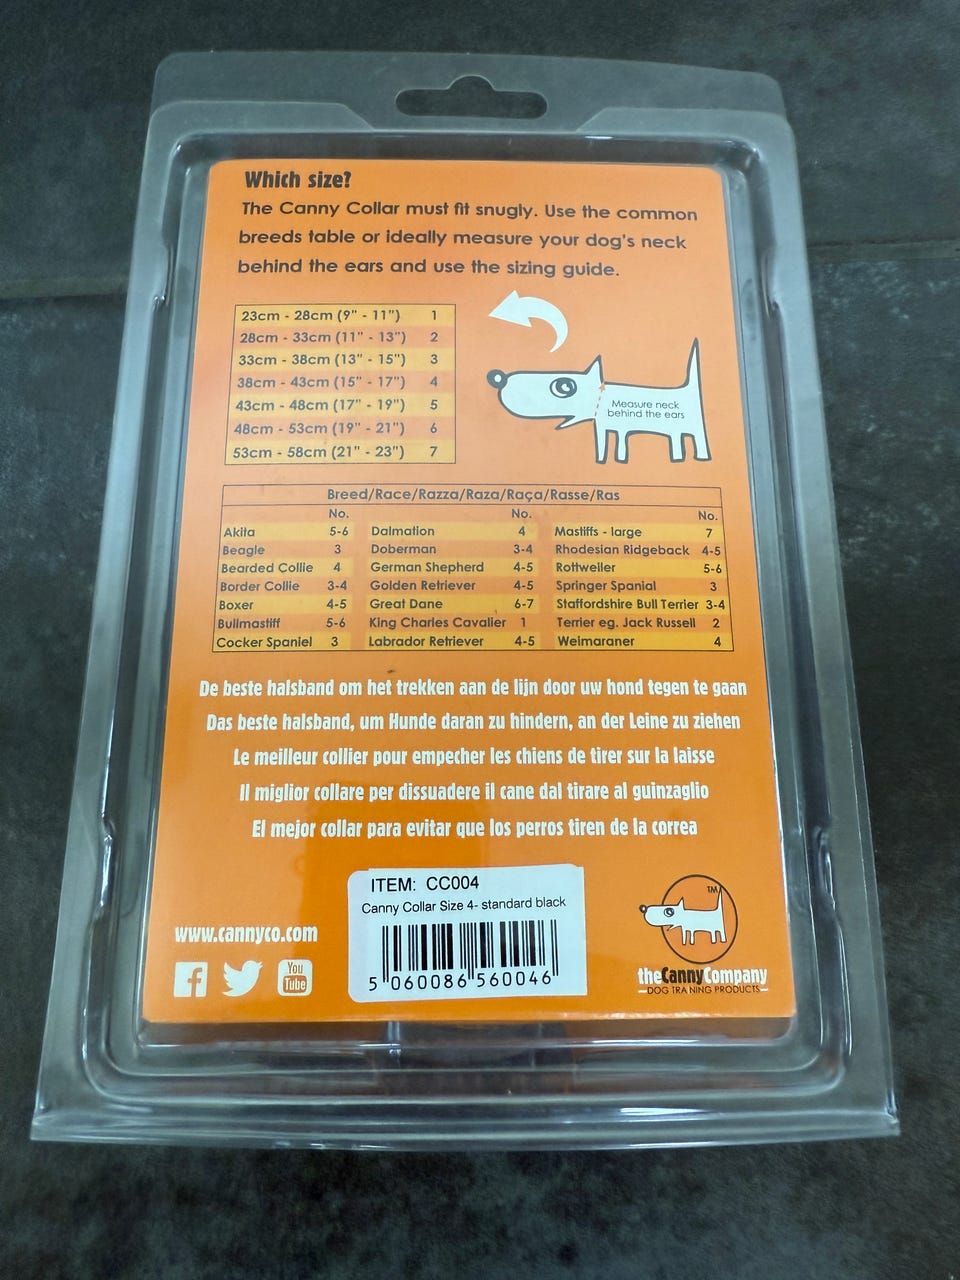 Which size?
The Canny Collar must fit snugly. Use the common
breeds table or ideally measure your dog's neck
behind the ears and use the sizing guide.
23cm - 28cm (9" - 11") 1
28cm - 33cm (11" - 13") 2
33cm - 38cm (13" - 15") 3
38cm - 43cm (15" - 17") 4
43cm - 48cm (17" - 19") 5
48cm - 53cm (19" - 21") 6
53cm - 58cm (21" - 23") 7
Measure neck
behind the ears
Breed/Race/Razza/Raza/Raça/Rasse/Ras
No. No. No.
Akita 5-6 Dalmation 4 Mastiffs - large 7
Beagle 3 Doberman 3-4 Rhodesian Ridgeback 4-5
Bearded Collie 4 German Shepherd 4-5 Rottweiler 5-6
Border Collie 3-4 Golden Retriever 4-5 Springer Spanial 3
Boxer 4-5 Great Dane 6-7 Staffordshire Bull Terrier 3-4
Bullmastiff 5-6 King Charles Cavalier 1 Terrier eg. Jack Russell 2
Cocker Spaniel 3 Labrador Retriever 4-5 Weimaraner 4
De beste halsband om het trekken aan de lijn door uw hond tegen te gaan
Das beste halsband, um Hunde daran zu hindern, an der Leine zu ziehen
Le meilleur collier pour empecher les chiens de tirer sur la laisse
Il miglior collare per dissuadere il cane dal tirare al guinzaglio
El mejor collar para evitar que los perros tiren de la correa
ITEM: CC004
Canny Collar Size 4- standard black
5 060086 560046
www.cannyco.com
You
Tube
TM
theCannyCompany
DOG TRAINING PRODUCTS